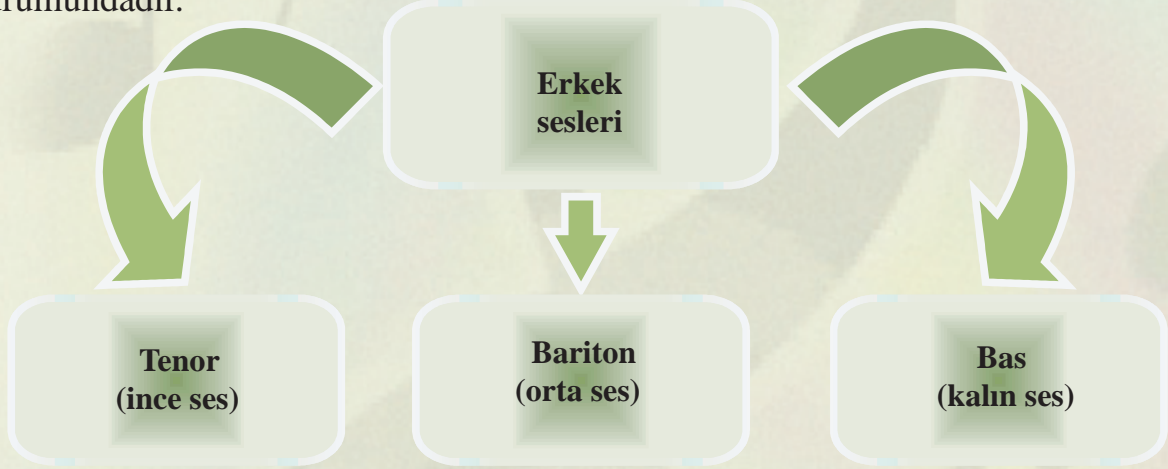 Erkek
sesleri
Tenor
(ince ses)
Bariton
(orta ses)
Bas
(kalın ses)